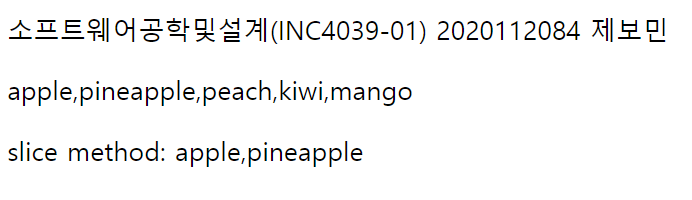 소프트웨어공학및설계(INC4039-01) 2020112084 제보민
apple,pineapple,peach,kiwi,mango
slice method: apple,pineapple